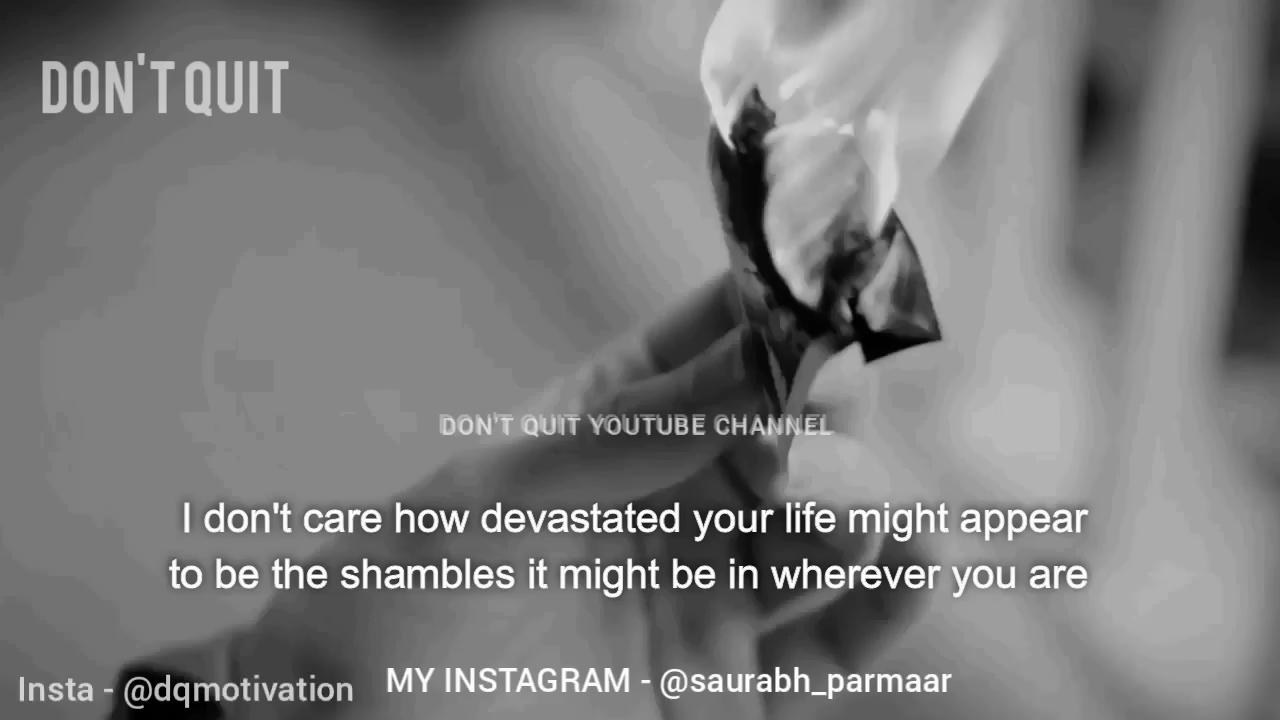 DON'T QUIT
DON'T QUIT YOUTUBE CHANNEL
I don't care how devastated your life might appear
to be the shambles it might be in wherever you are
Insta - @dqmotivation
MY INSTAGRAM - @saurabh_parmaar